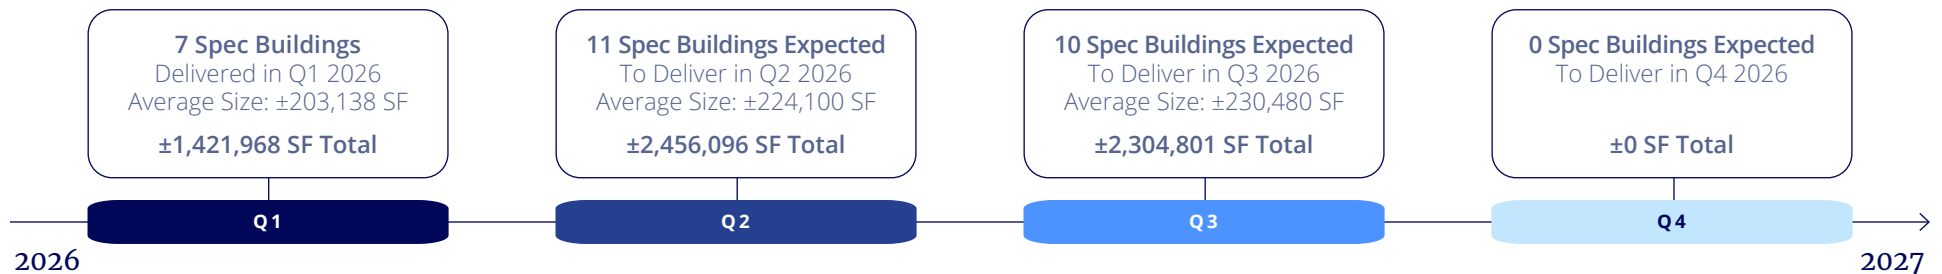 7 Spec Buildings
Delivered in Q1 2026
Average Size: ±203,138 SF
±1,421,968 SF Total
11 Spec Buildings Expected
To Deliver in Q2 2026
Average Size: ±224,100 SF
±2,456,096 SF Total
10 Spec Buildings Expected
To Deliver in Q3 2026
Average Size: ±230,480 SF
±2,304,801 SF Total
0 Spec Buildings Expected
To Deliver in Q4 2026
±0 SF Total
Q1
Q2
Q3
Q4
2026
2027